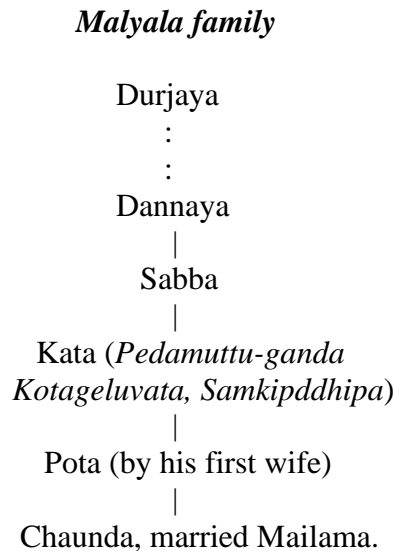 Malyala family
Durjaya
:
:
Dannaya
|
Sabba
|
Kata (Pedamuttu-ganda
Kotageluvata, Samkipddhipa)
|
Pota (by his first wife)
|
Chaunda, married Mailama.